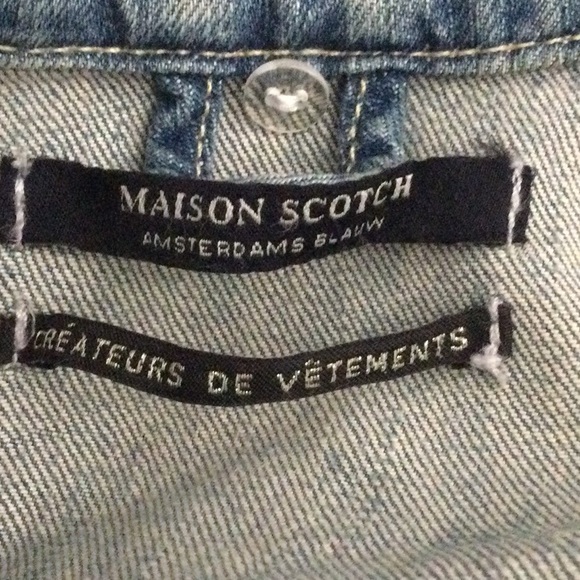 MAISON SCOTCH
AMSTERDAMS BLAUW
CRÉATEURS DE VÊTEMENTS